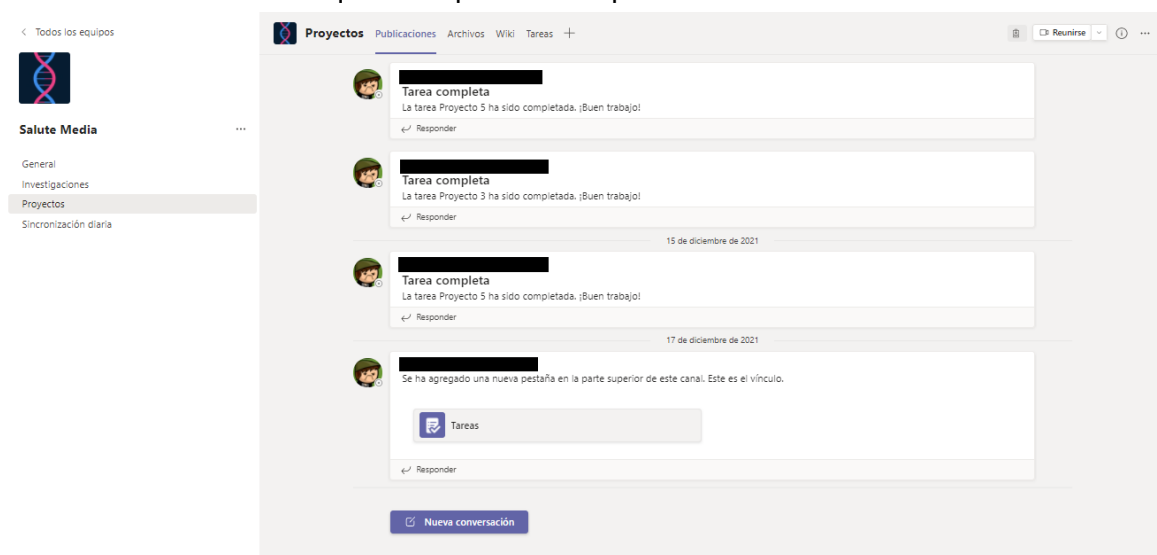 Todos los equipos
Salute Media
General
Investigaciones
Proyectos
Sincronización diaria
Proyectos Publicaciones Archivos Wiki Tareas
Reunirse
Tarea completa
La tarea Proyecto 5 ha sido completada. ¡Buen trabajo!
Responder
Tarea completa
La tarea Proyecto 3 ha sido completada. ¡Buen trabajo!
Responder
15 de diciembre de 2021
Tarea completa
La tarea Proyecto 5 ha sido completada. ¡Buen trabajo!
Responder
17 de diciembre de 2021
Se ha agregado una nueva pestaña en la parte superior de este canal. Este es el vínculo.
Tareas
Responder
Nueva conversación